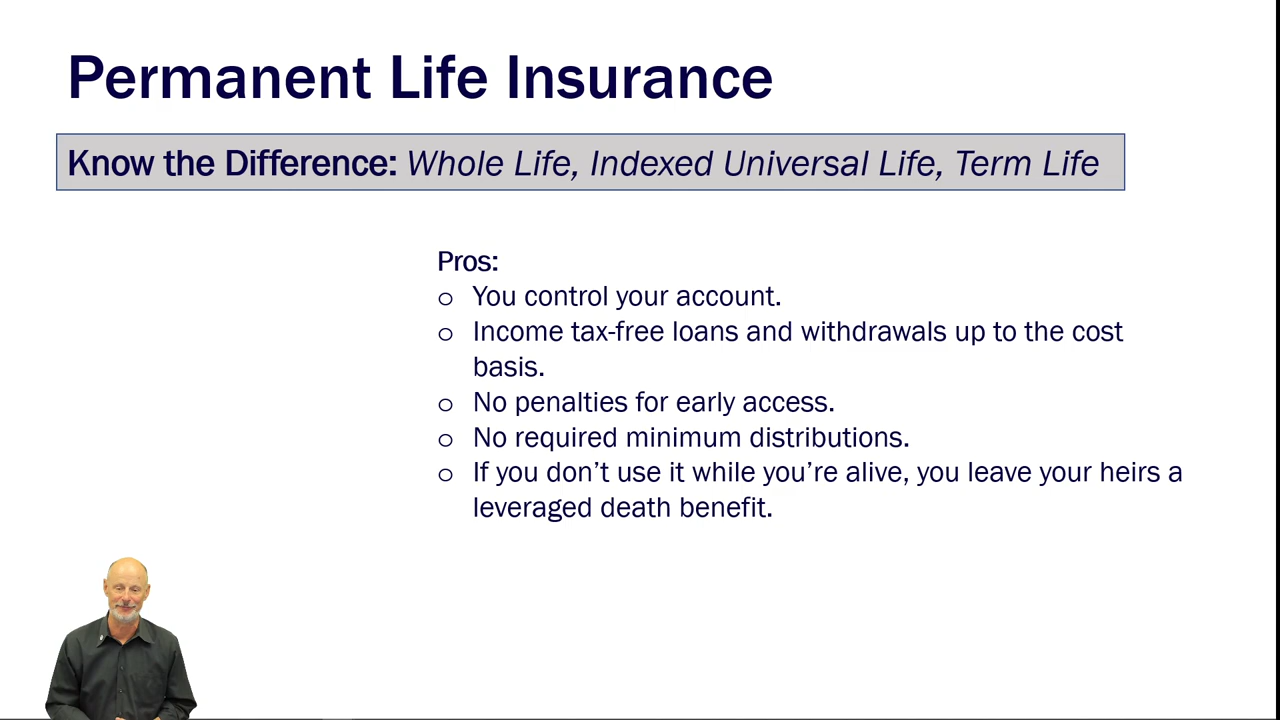 Permanent Life Insurance
Know the Difference: Whole Life, Indexed Universal Life, Term Life
Pros:
o You control your account.
o Income tax-free loans and withdrawals up to the cost
basis.
o No penalties for early access.
o No required minimum distributions.
o If you don’t use it while you’re alive, you leave your heirs a
leveraged death benefit.